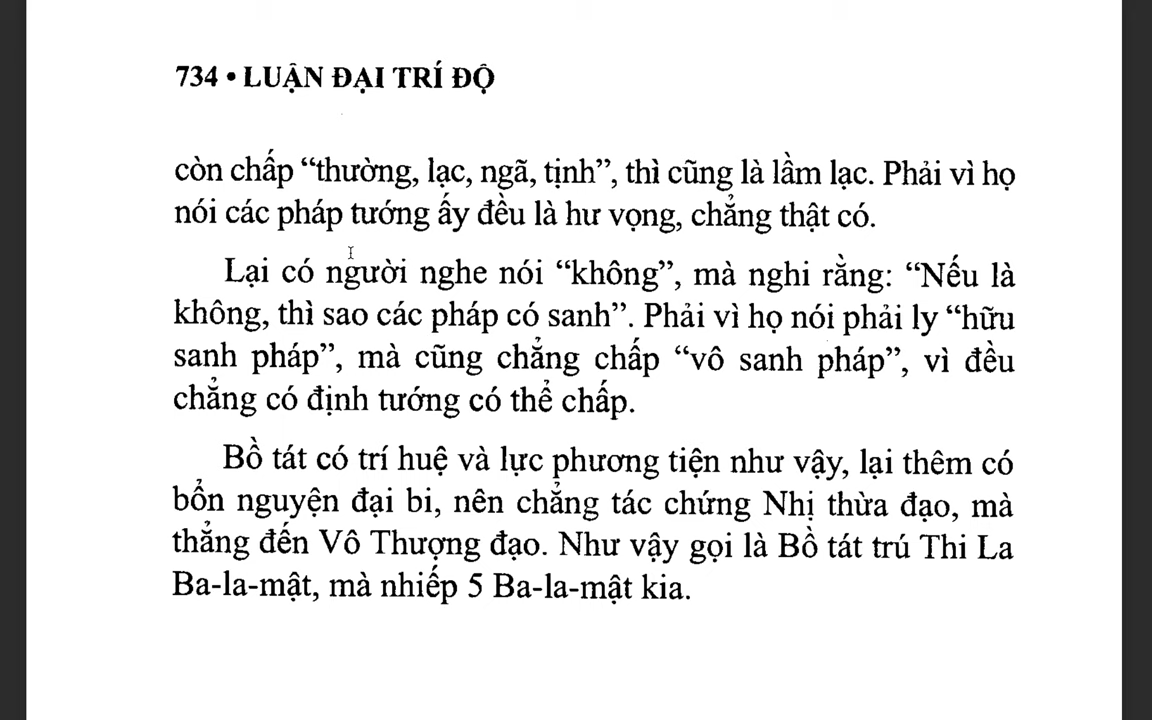 734 • LUẬN ĐẠI TRÍ ĐỘ
còn chấp “thường, lạc, ngã, tịnh”, thì cũng là lầm lạc. Phải vì họ
nói các pháp tướng ấy đều là hư vọng, chẳng thật có.
Lại có người nghe nói “không”, mà nghi rằng: “Nếu là
không, thì sao các pháp có sanh”. Phải vì họ nói phải ly “hữu
sanh pháp”, mà cũng chẳng chấp “vô sanh pháp”, vì đều
chẳng có định tướng có thể chấp.
Bồ tát có trí huệ và lực phương tiện như vậy, lại thêm có
bổn nguyện đại bi, nên chẳng tác chứng Nhị thừa đạo, mà
thẳng đến Vô Thượng đạo. Như vậy gọi là Bồ tát trú Thi La
Ba-la-mật, mà nhiếp 5 Ba-la-mật kia.